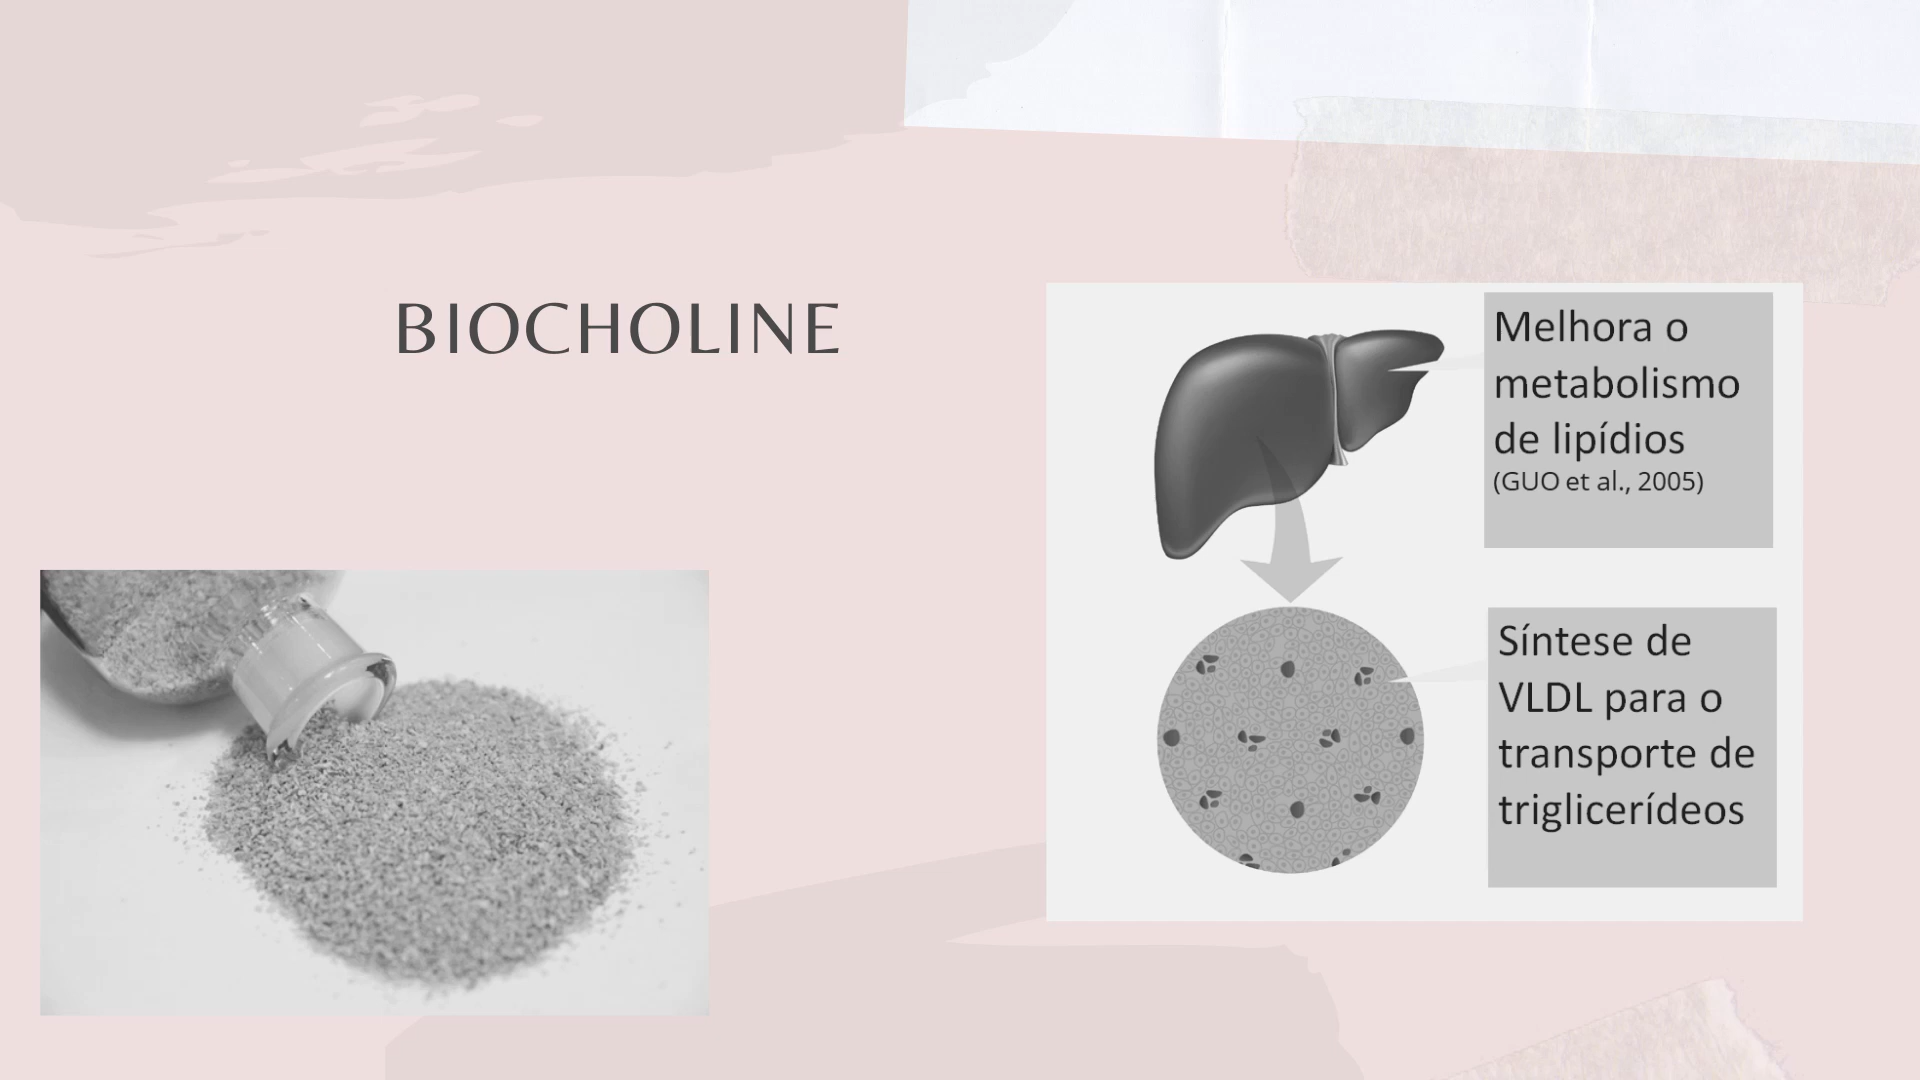 BIOCHOLINE
Melhora o
metabolismo
de lipídios
(GUO et al., 2005)
Síntese de
VLDL para o
transporte de
triglicerídeos